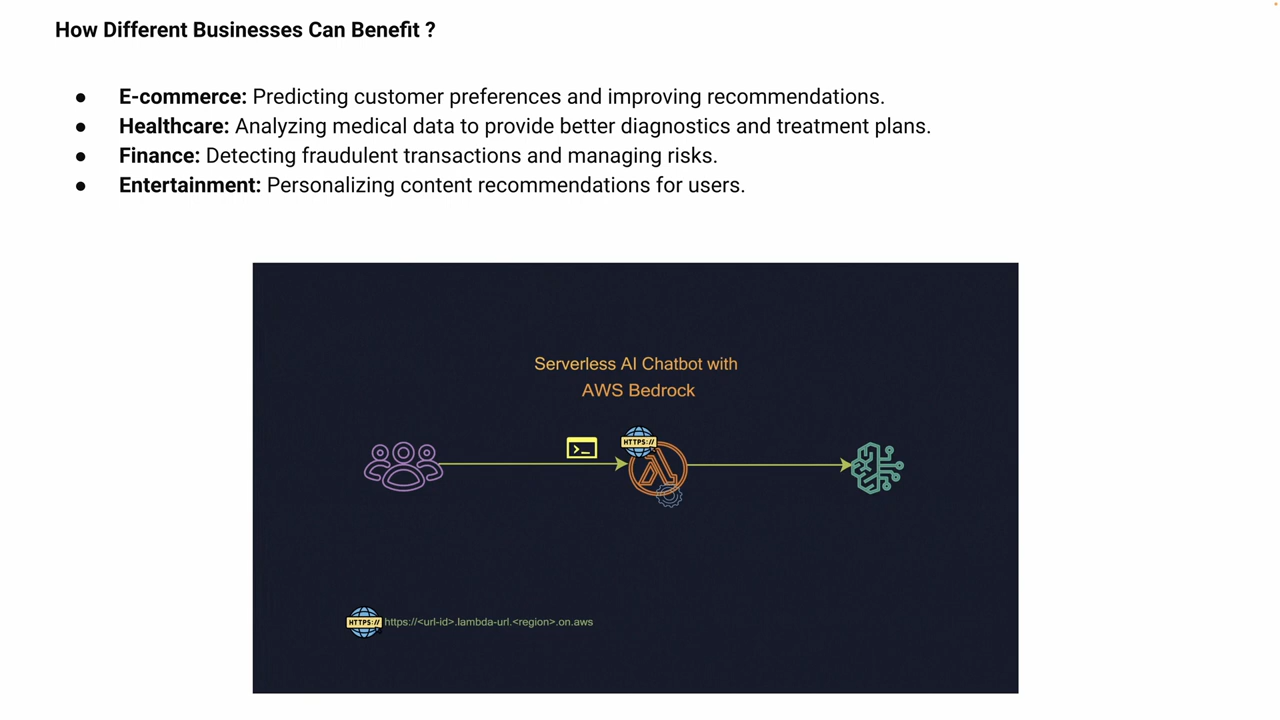 How Different Businesses Can Benefit ?
● E-commerce: Predicting customer preferences and improving recommendations.
● Healthcare: Analyzing medical data to provide better diagnostics and treatment plans.
● Finance: Detecting fraudulent transactions and managing risks.
● Entertainment: Personalizing content recommendations for users.
Serverless AI Chatbot with
AWS Bedrock
>_
HTTPS://
HTTPS:// https://<url-id>.lambda-url.<region>.on.aws